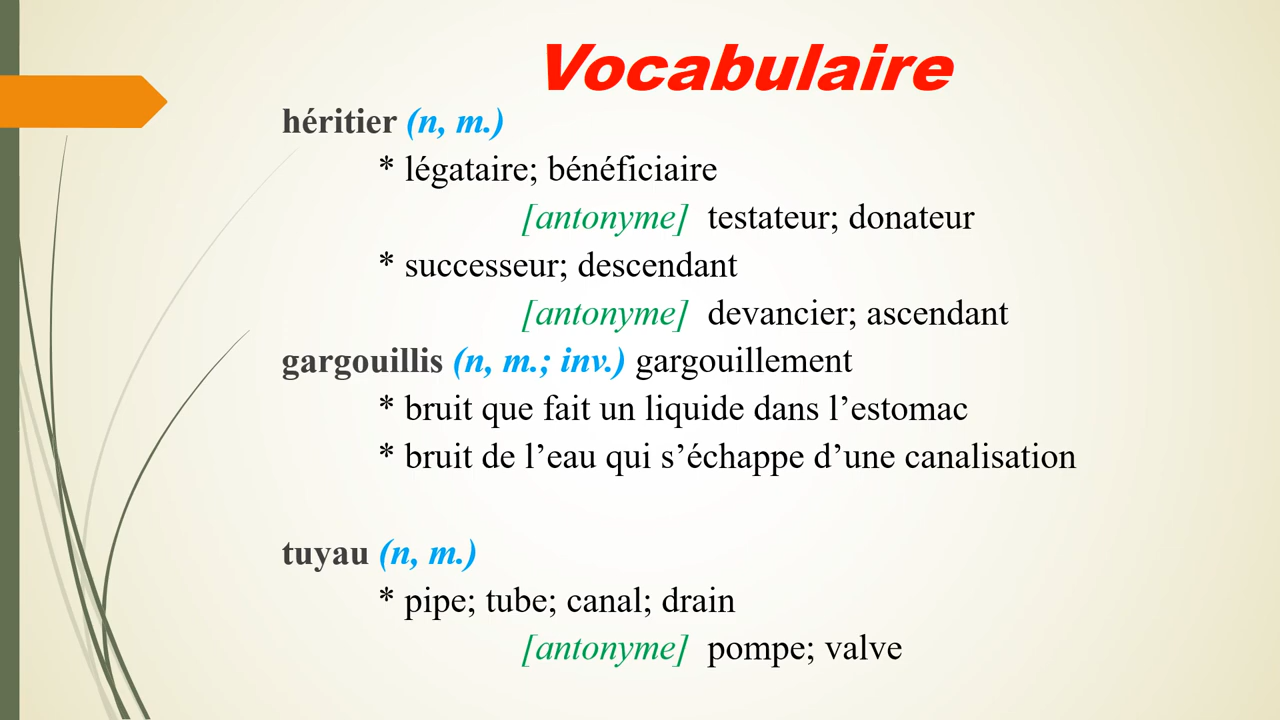 Vocabulaire
héritier (n, m.)
* légataire; bénéficiaire
[antonyme] testateur; donateur
* successeur; descendant
[antonyme] devancier; ascendant
gargouillis (n, m.; inv.) gargouillement
* bruit que fait un liquide dans l’estomac
* bruit de l’eau qui s’échappe d’une canalisation
tuyau (n, m.)
* pipe; tube; canal; drain
[antonyme] pompe; valve